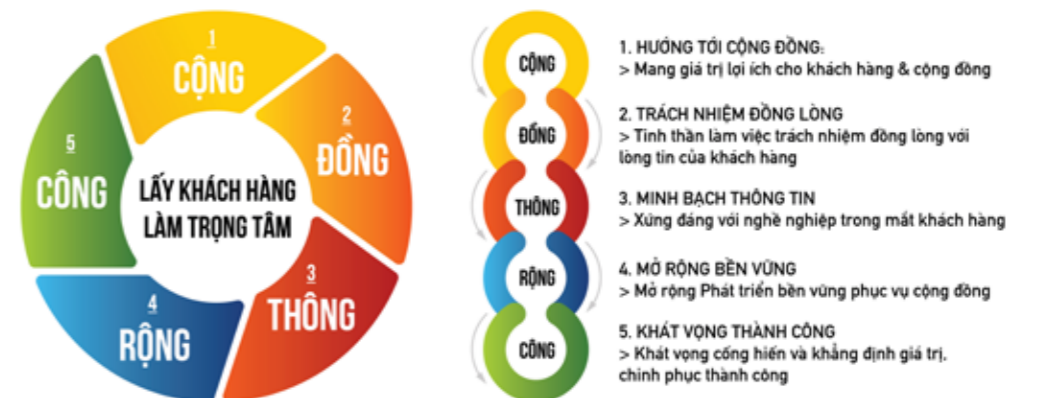 1
CỘNG
2
ĐỒNG
3
THÔNG
4
RỘNG
5
CÔNG
LẤY KHÁCH HÀNG
LÀM TRỌNG TÂM
CỘNG
ĐỒNG
THÔNG
RỘNG
CÔNG
1. HƯỚNG TỚI CỘNG ĐỒNG:
> Mang giá trị lợi ích cho khách hàng & cộng đồng
2. TRÁCH NHIỆM ĐỒNG LÒNG
> Tinh thần làm việc trách nhiệm đồng lòng với
lòng tin của khách hàng
3. MINH BẠCH THÔNG TIN
> Xứng đáng với nghề nghiệp trong mắt khách hàng
4. MỞ RỘNG BỀN VỮNG
> Mở rộng Phát triển bền vững phục vụ cộng đồng
5. KHÁT VỌNG THÀNH CÔNG
> Khát vọng cống hiến và khẳng định giá trị,
chinh phục thành công